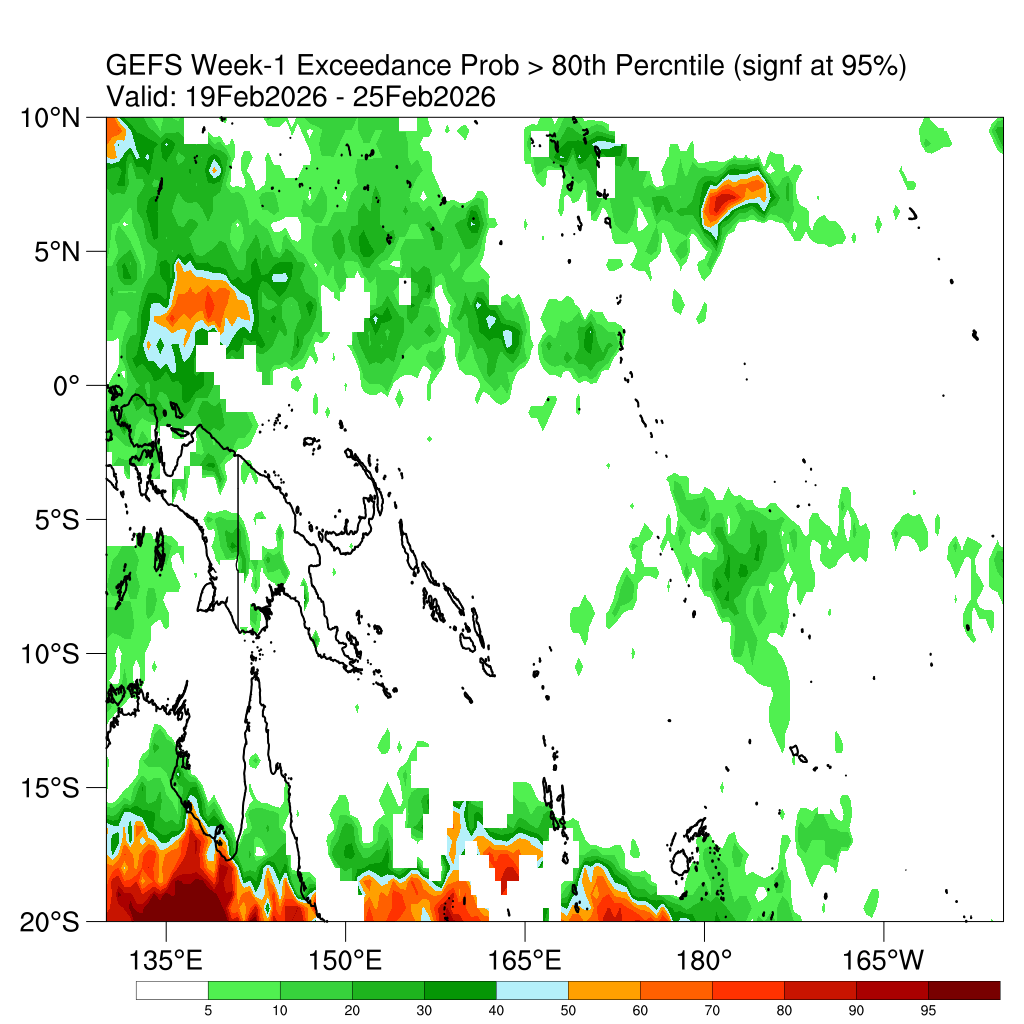 GEFS Week-1 Exceedance Prob > 80th Percntile (signf at 95%)
Valid: 19Feb2026 - 25Feb2026
10°N
5°N
0°
5°S
10°S
15°S
20°S
135°E 150°E 165°E 180° 165°W
5 10 20 30 40 50 60 70 80 90 95